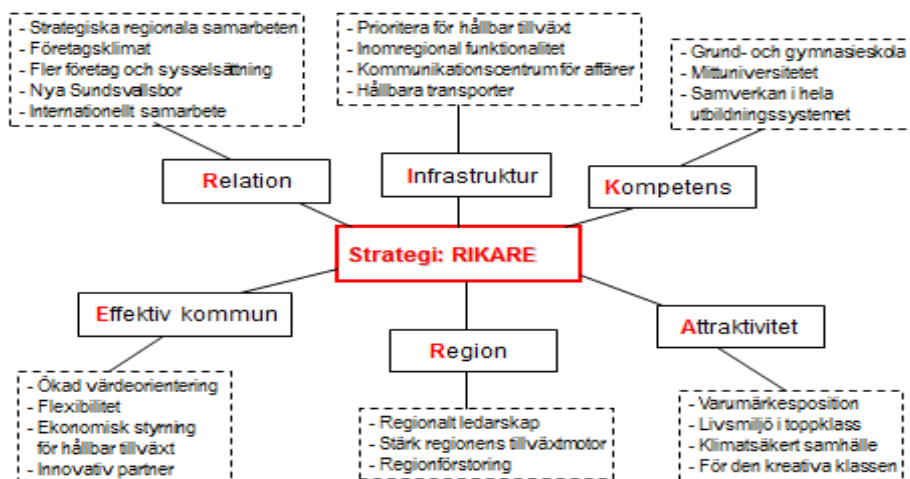 - Strategiska regionala samarbeten
- Företagsklimat
- Fler företag och sysselsättning
- Nya Sundsvallsbor
- Internationellt samarbete
- Prioritera för hållbar tillväxt
- Inomregional funktionalitet
- Kommunikationscentrum för affärer
- Hållbara transporter
- Grund- och gymnasieskola
- Mittuniversitetet
- Samverkan i hela
utbildningssystemet
Relation
Infrastruktur
Kompetens
Strategi: RIKARE
Effektiv kommun
Region
Attraktivitet
- Ökad värdeorientering
- Flexibilitet
- Ekonomisk styrning
för hållbar tillväxt
- Innovativ partner
- Regionalt ledarskap
- Stärk regionens tillväxtmotor
- Regionförstoring
- Varumärkesposition
- Livsmiljö i toppklass
- Klimatsäkert samhälle
- För den kreativa klassen